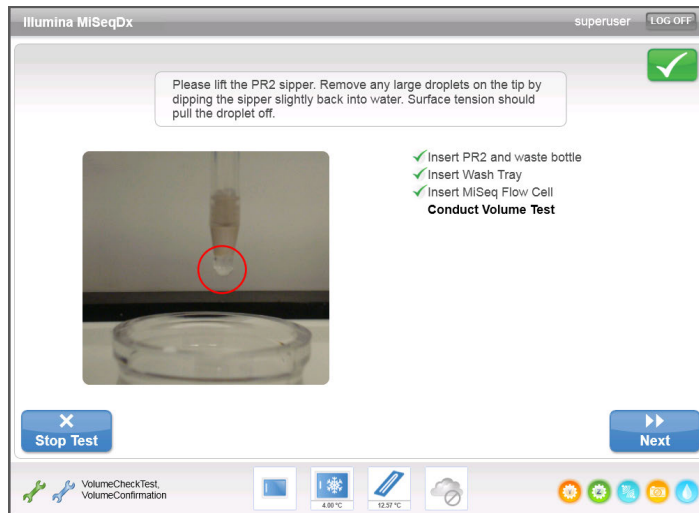 Illumina MiSeqDx
superuser
LOG OFF
Please lift the PR2 sipper. Remove any large droplets on the tip by
dipping the sipper slightly back into water. Surface tension should
pull the droplet off.
Insert PR2 and waste bottle
Insert Wash Tray
Insert MiSeq Flow Cell
Conduct Volume Test
Stop Test
Next
VolumeCheckTest,
VolumeConfirmation
4.00 °C
12.57 °C